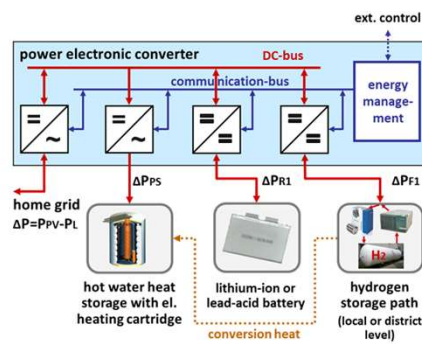 ext. control
power electronic converter
DC-bus
communication-bus
energy
manage-
ment
=
~
=
~
=
=
=
=
home grid
ΔP=PPV-PL
ΔPPS
ΔPR1
ΔPF1
H2
hot water heat
storage with el.
heating cartridge
lithium-ion or
lead-acid battery
hydrogen
storage path
(local or district
level)
conversion heat